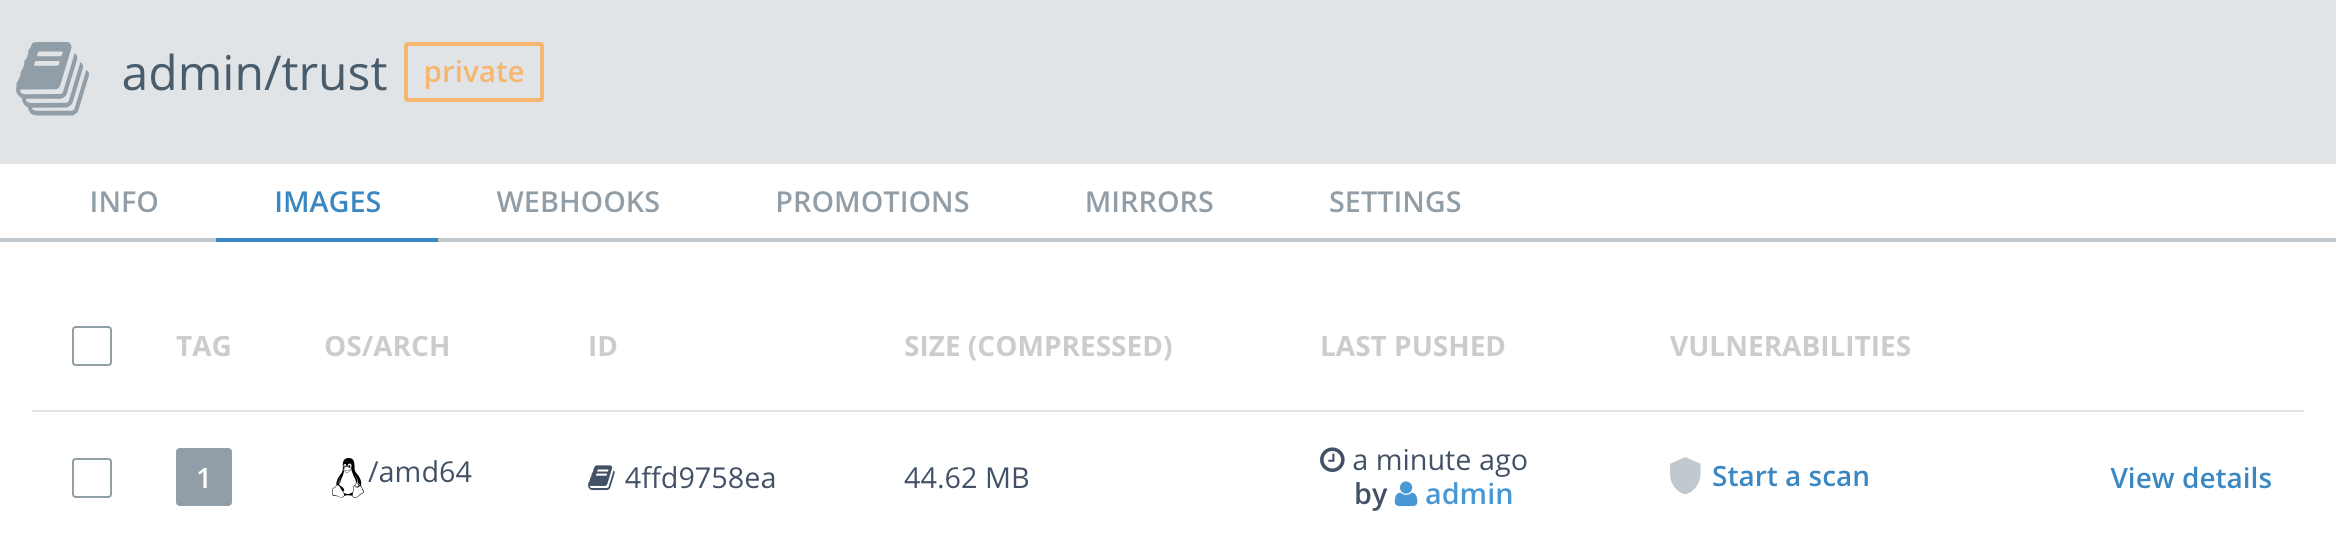 admin/trust private
INFO IMAGES WEBHOOKS PROMOTIONS MIRRORS SETTINGS
TAG OS/ARCH ID SIZE (COMPRESSED) LAST PUSHED VULNERABILITIES
1 /amd64 4ffd9758ea 44.62 MB a minute ago by admin Start a scan View details